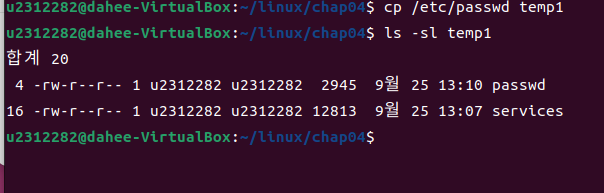 u2312282@dahee-VirtualBox:~/linux/chap04$ cp /etc/passwd temp1
u2312282@dahee-VirtualBox:~/linux/chap04$ ls -sl temp1
합계 20
 4 -rw-r--r-- 1 u2312282 u2312282  2945  9월 25 13:10 passwd
16 -rw-r--r-- 1 u2312282 u2312282 12813  9월 25 13:07 services
u2312282@dahee-VirtualBox:~/linux/chap04$